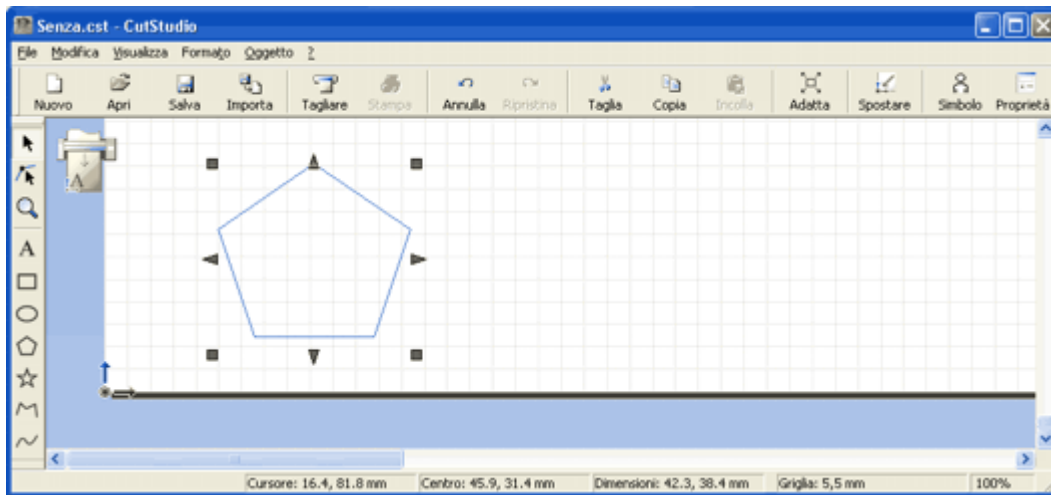 Senza.cst - CutStudio
File Modifica Visualizza Formato Oggetto ?
Nuovo Apri Salva Importa Tagliare Stampa Annulla Ripristina Taglia Copia Incolla Adatta Spostare Simbolo Proprietà
A
A
Cursore: 16.4, 81.8 mm Centro: 45.9, 31.4 mm Dimensioni: 42.3, 38.4 mm Griglia: 5,5 mm 100%